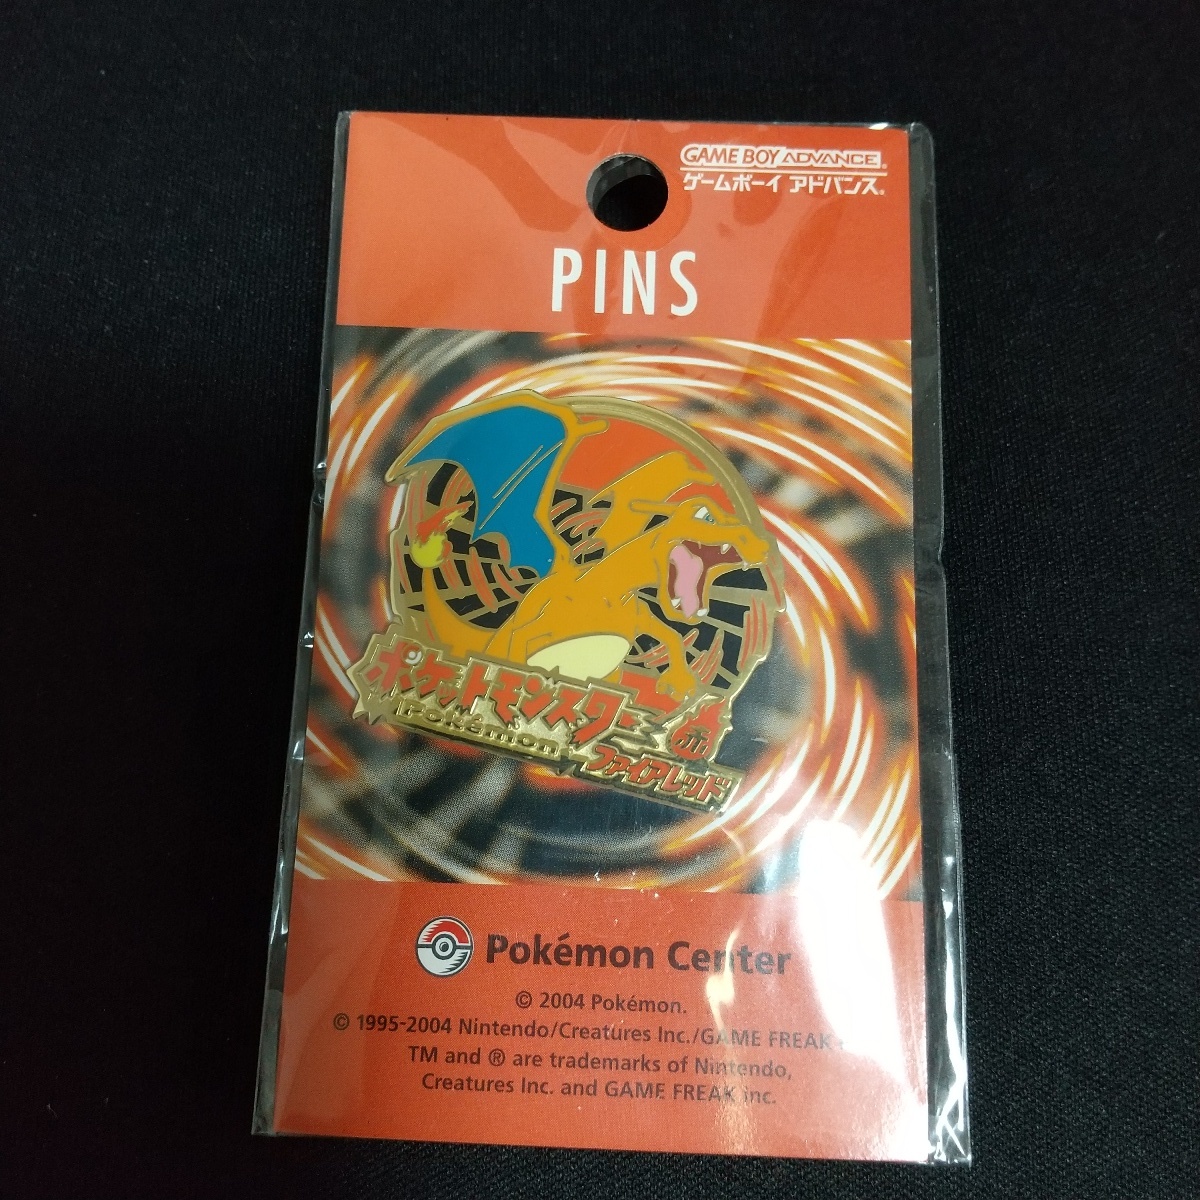 GAME BOY ADVANCE®
ゲームボーイ アドバンス®
PINS
ポケットモンスター
Pokémon
ファイアレッド
Pokémon Center
© 2004 Pokémon.
© 1995-2004 Nintendo/Creatures Inc./GAME FREAK
TM and ® are trademarks of Nintendo,
Creatures Inc. and GAME FREAK inc.